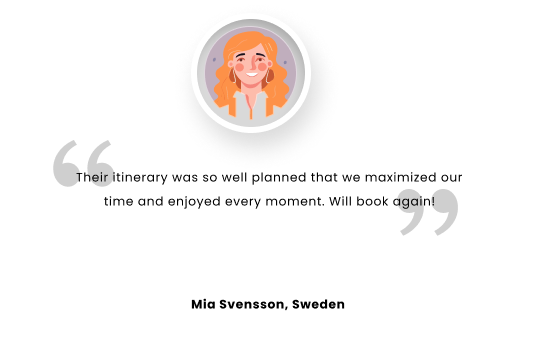 Their itinerary was so well planned that we maximized our
time and enjoyed every moment. Will book again!
Mia Svensson, Sweden